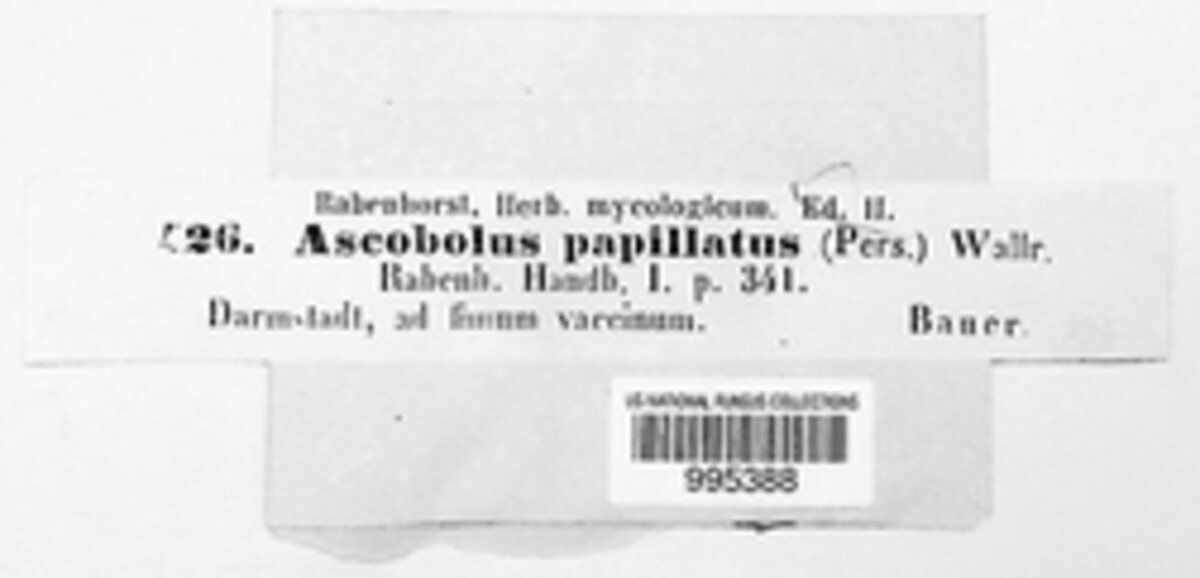 Rabenhorst, Herb. mycologicum. Ed. II.
526. Ascobolus papillatus (Pers.) Wallr.
Rabenh. Handb. I. p. 341.
Darmstadt, ad fimum vaccinum. Bauer.
US NATIONAL FUNGUS COLLECTIONS
995388